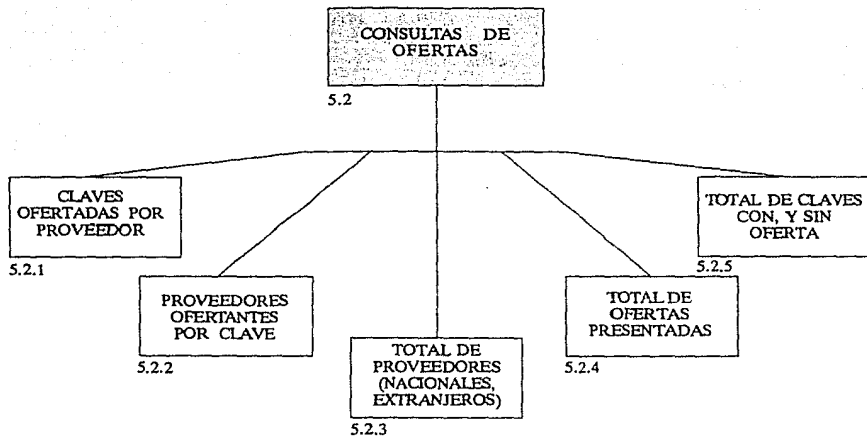 CONSULTAS DE
OFERTAS
5.2
CLAVES
OFERTADAS POR
PROVEEDOR
5.2.1
PROVEEDORES
OFERTANTES
POR CLAVE
5.2.2
TOTAL DE
PROVEEDORES
(NACIONALES,
EXTRANJEROS)
5.2.3
TOTAL DE
OFERTAS
PRESENTADAS
5.2.4
TOTAL DE CLAVES
CON, Y SIN
OFERTA
5.2.5